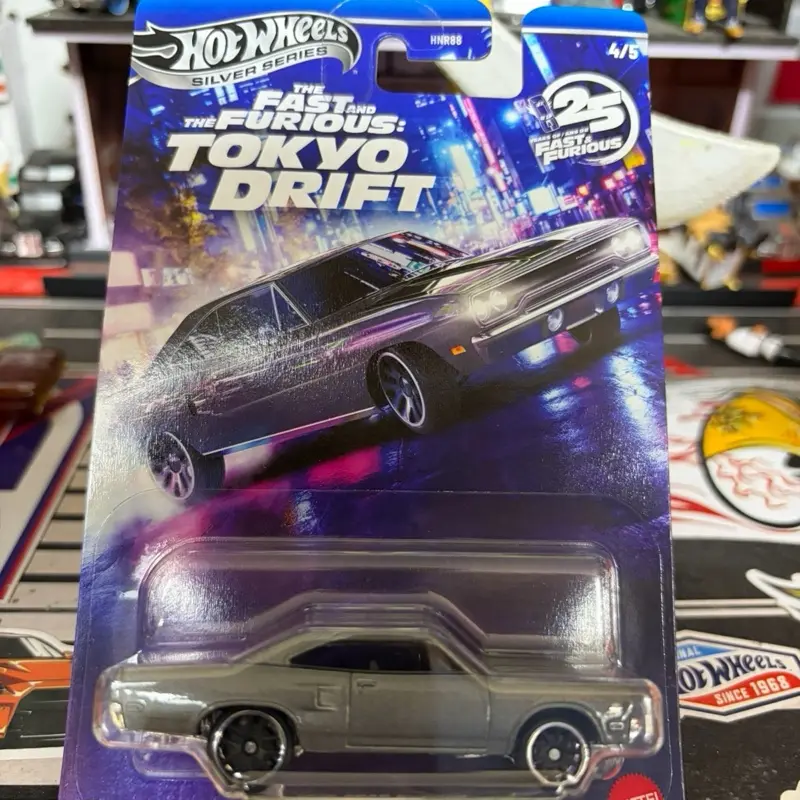 HOT WHEELS
SILVER SERIES
HNR88
4/5
THE
FAST AND
THE FURIOUS:
TOKYO
DRIFT
25
FAST &
FURIOUS
HOT WHEELS
SINCE 1968
MATTEL